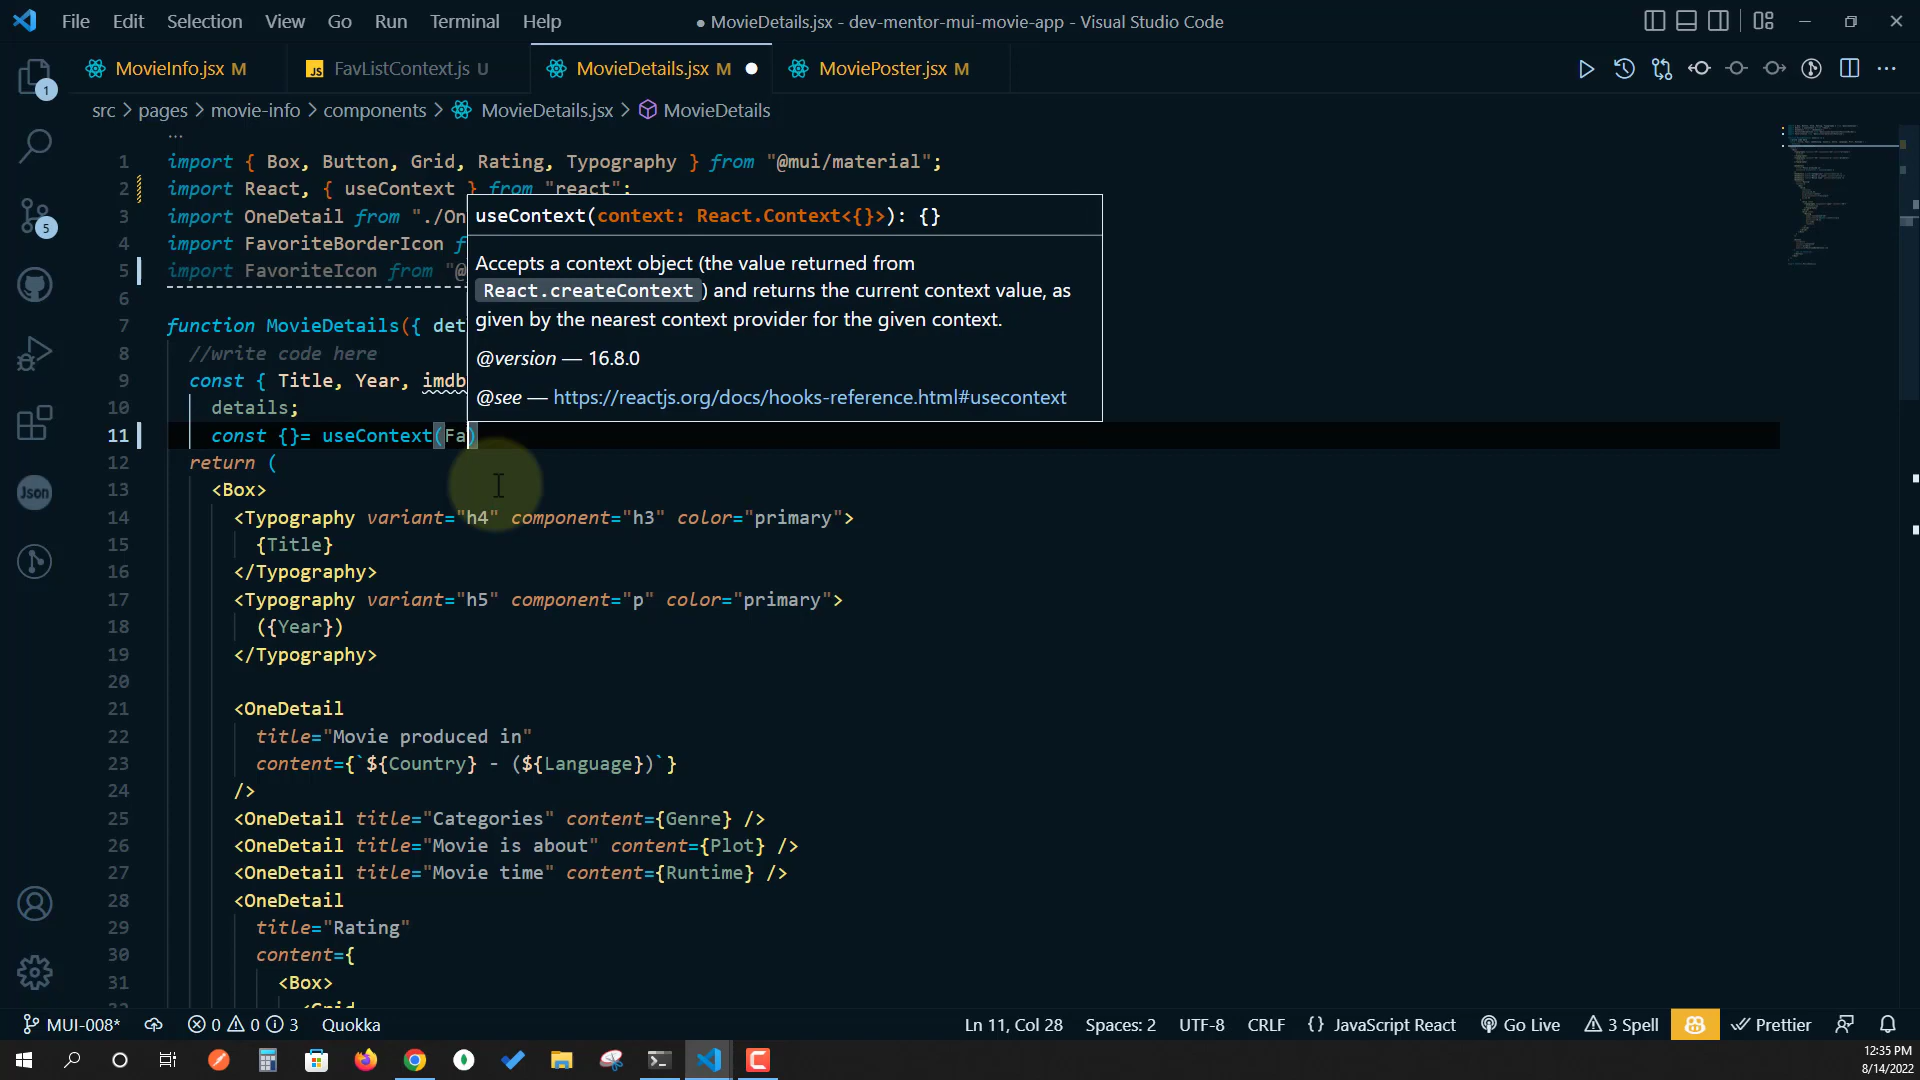 File Edit Selection View Go Run Terminal Help
● MovieDetails.jsx - dev-mentor-mui-movie-app - Visual Studio Code
MovieInfo.jsx M
JS FavListContext.js U
MovieDetails.jsx M ●
MoviePoster.jsx M
src > pages > movie-info > components > MovieDetails.jsx > MovieDetails
...
1 import { Box, Button, Grid, Rating, Typography } from "@mui/material";
2 import React, { useContext } from "react";
3 import OneDetail from "./On
4 import FavoriteBorderIcon f
5 import FavoriteIcon from "@
6
7 function MovieDetails({ det
8 //write code here
9 const { Title, Year, imdb
10 details;
11 const {}= useContext(Fa)
useContext(context: React.Context<{}>): {}
Accepts a context object (the value returned from
React.createContext) and returns the current context value, as
given by the nearest context provider for the given context.
@version — 16.8.0
@see — https://reactjs.org/docs/hooks-reference.html#usecontext
12 return (
13 <Box>
14 <Typography variant="h4" component="h3" color="primary">
15 {Title}
16 </Typography>
17 <Typography variant="h5" component="p" color="primary">
18 ({Year})
19 </Typography>
20
21 <OneDetail
22 title="Movie produced in"
23 content={`${Country} - (${Language})`}
24 />
25 <OneDetail title="Categories" content={Genre} />
26 <OneDetail title="Movie is about" content={Plot} />
27 <OneDetail title="Movie time" content={Runtime} />
28 <OneDetail
29 title="Rating"
30 content={
31 <Box>
1
5
Json
MUI-008* 0 0 3 Quokka
Ln 11, Col 28 Spaces: 2 UTF-8 CRLF {} JavaScript React Go Live 3 Spell Prettier
12:35 PM
8/14/2022